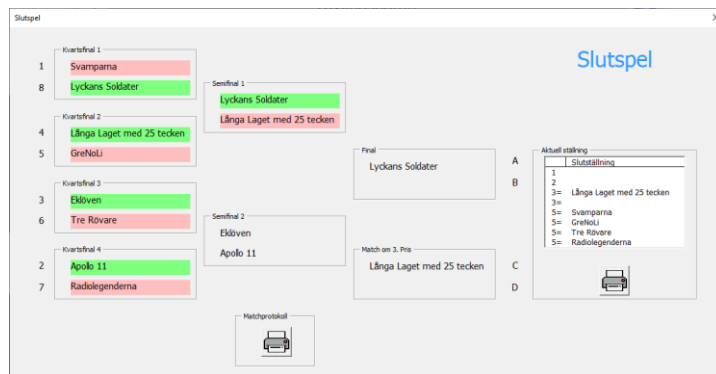 Slutspel
Slutspel
Kvartsfinal 1
1 Svamparna
8 Lyckans Soldater
Kvartsfinal 2
4 Långa Laget med 25 tecken
5 GreNoLi
Kvartsfinal 3
3 Eklöven
6 Tre Rövare
Kvartsfinal 4
2 Apollo 11
7 Radiolegenderna
Semifinal 1
Lyckans Soldater
Långa Laget med 25 tecken
Semifinal 2
Eklöven
Apollo 11
Final
Lyckans Soldater A
B
Match om 3. Pris
Långa Laget med 25 tecken C
D
Aktuell ställning
Slutställning
1
2
3= Långa Laget med 25 tecken
3=
5= Svamparna
5= GreNoLi
5= Tre Rövare
5= Radiolegenderna
Matchprotokoll